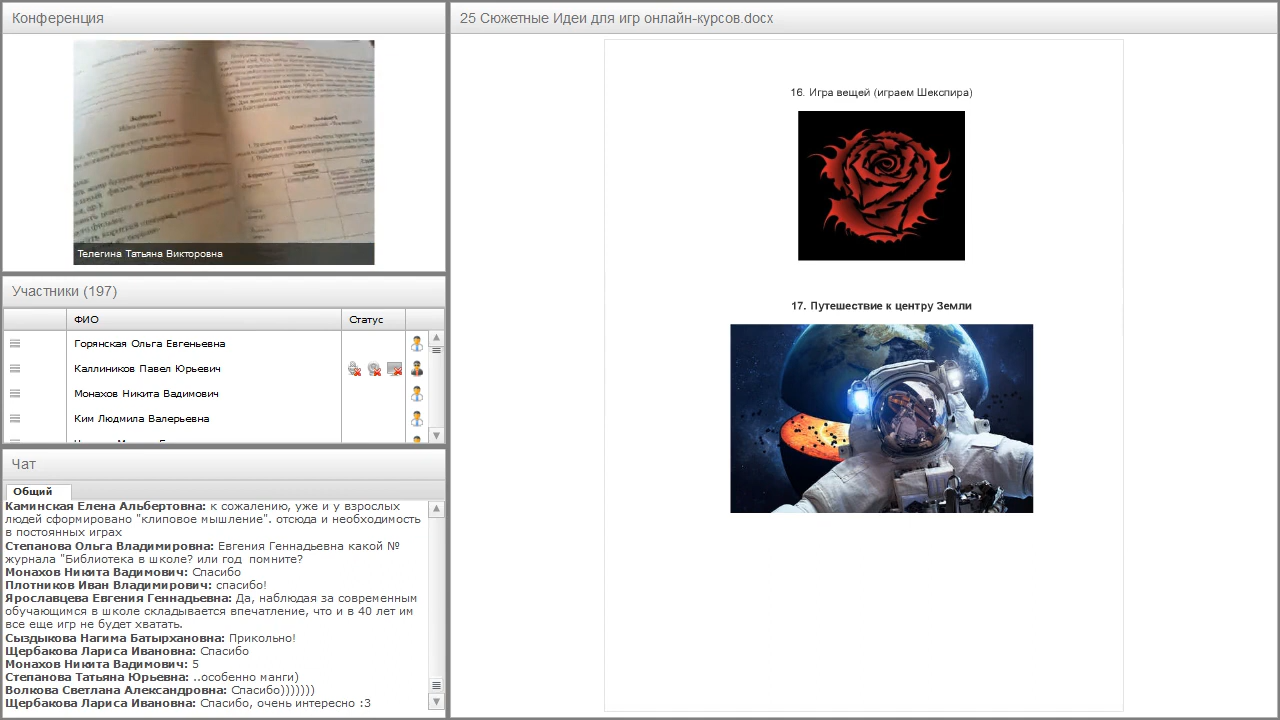 Конференция
Задание 1
Телегина Татьяна Викторовна
Участники (197)
ФИО Статус
Горянская Ольга Евгеньевна
Каллиников Павел Юрьевич
Монахов Никита Вадимович
Ким Людмила Валерьевна
Чат
Общий
Каминская Елена Альбертовна: к сожалению, уже и у взрослых
людей сформировано "клиповое мышление". отсюда и необходимость
в постоянных играх
Степанова Ольга Владимировна: Евгения Геннадьевна какой №
журнала "Библиотека в школе? или год помните?
Монахов Никита Вадимович: Спасибо
Плотников Иван Владимирович: спасибо!
Ярославцева Евгения Геннадьевна: Да, наблюдая за современным
обучающимся в школе складывается впечатление, что и в 40 лет им
все еще игр не будет хватать.
Сыздыкова Нагима Батырхановна: Прикольно!
Щербакова Лариса Ивановна: Спасибо
Монахов Никита Вадимович: 5
Степанова Татьяна Юрьевна: ..особенно манги)
Волкова Светлана Александровна: Спасибо)))))))
Щербакова Лариса Ивановна: Спасибо, очень интересно :3
25 Сюжетные Идеи для игр онлайн-курсов.docx
16. Игра вещей (играем Шекспира)
17. Путешествие к центру Земли